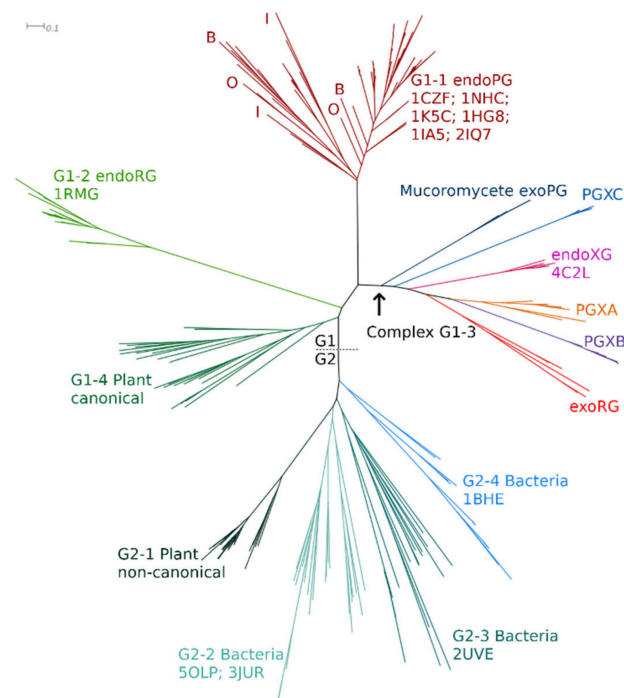 0.1
I
B
O
I
B
O
G1-1 endoPG
1CZF; 1NHC;
1K5C; 1HG8;
1IA5; 2IQ7
G1-2 endoRG
1RMG
Mucoromycete exoPG
PGXC
endoXG
4C2L
PGXA
PGXB
exoRG
Complex G1-3
G1
G2
G1-4 Plant
canonical
G2-4 Bacteria
1BHE
G2-1 Plant
non-canonical
G2-2 Bacteria
5OLP; 3JUR
G2-3 Bacteria
2UVE